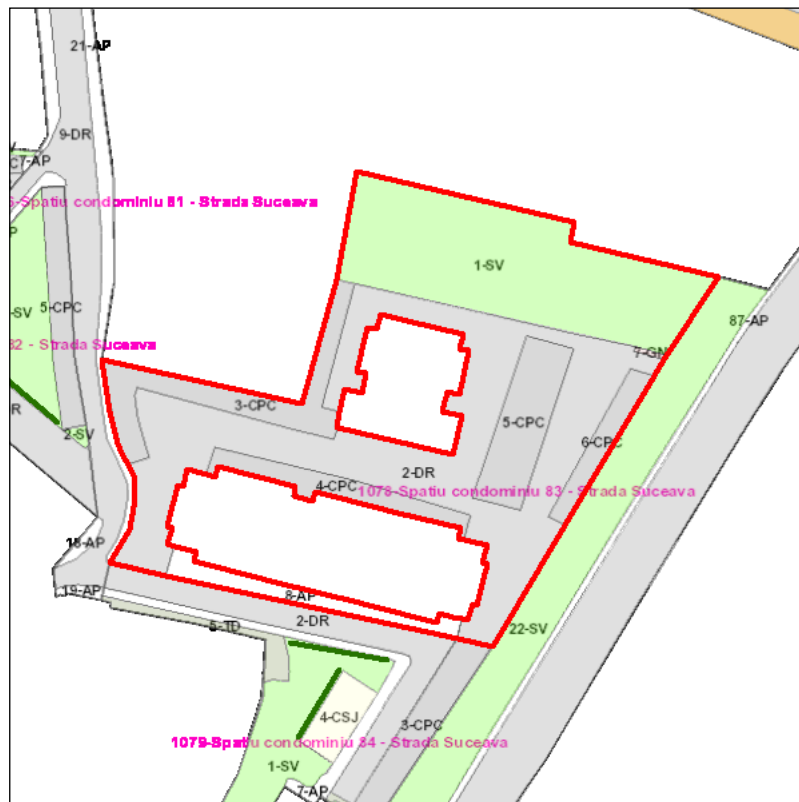 21-AP
9-DR
7-AP
-Spatiu condominiu 81 - Strada Suceava
1-SV
-SV
5-CPC
87-AP
82 - Strada Suceava
7-GN
3-CPC
5-CPC
2-SV
6-CPC
2-DR
4-CPC
1078-Spatiu condominiu 83 - Strada Suceava
18-AP
19-AP
8-AP
2-DR
5-TD
22-SV
4-CSJ
3-CPC
1079-Spatiu condominiu 84 - Strada Suceava
1-SV
7-AP